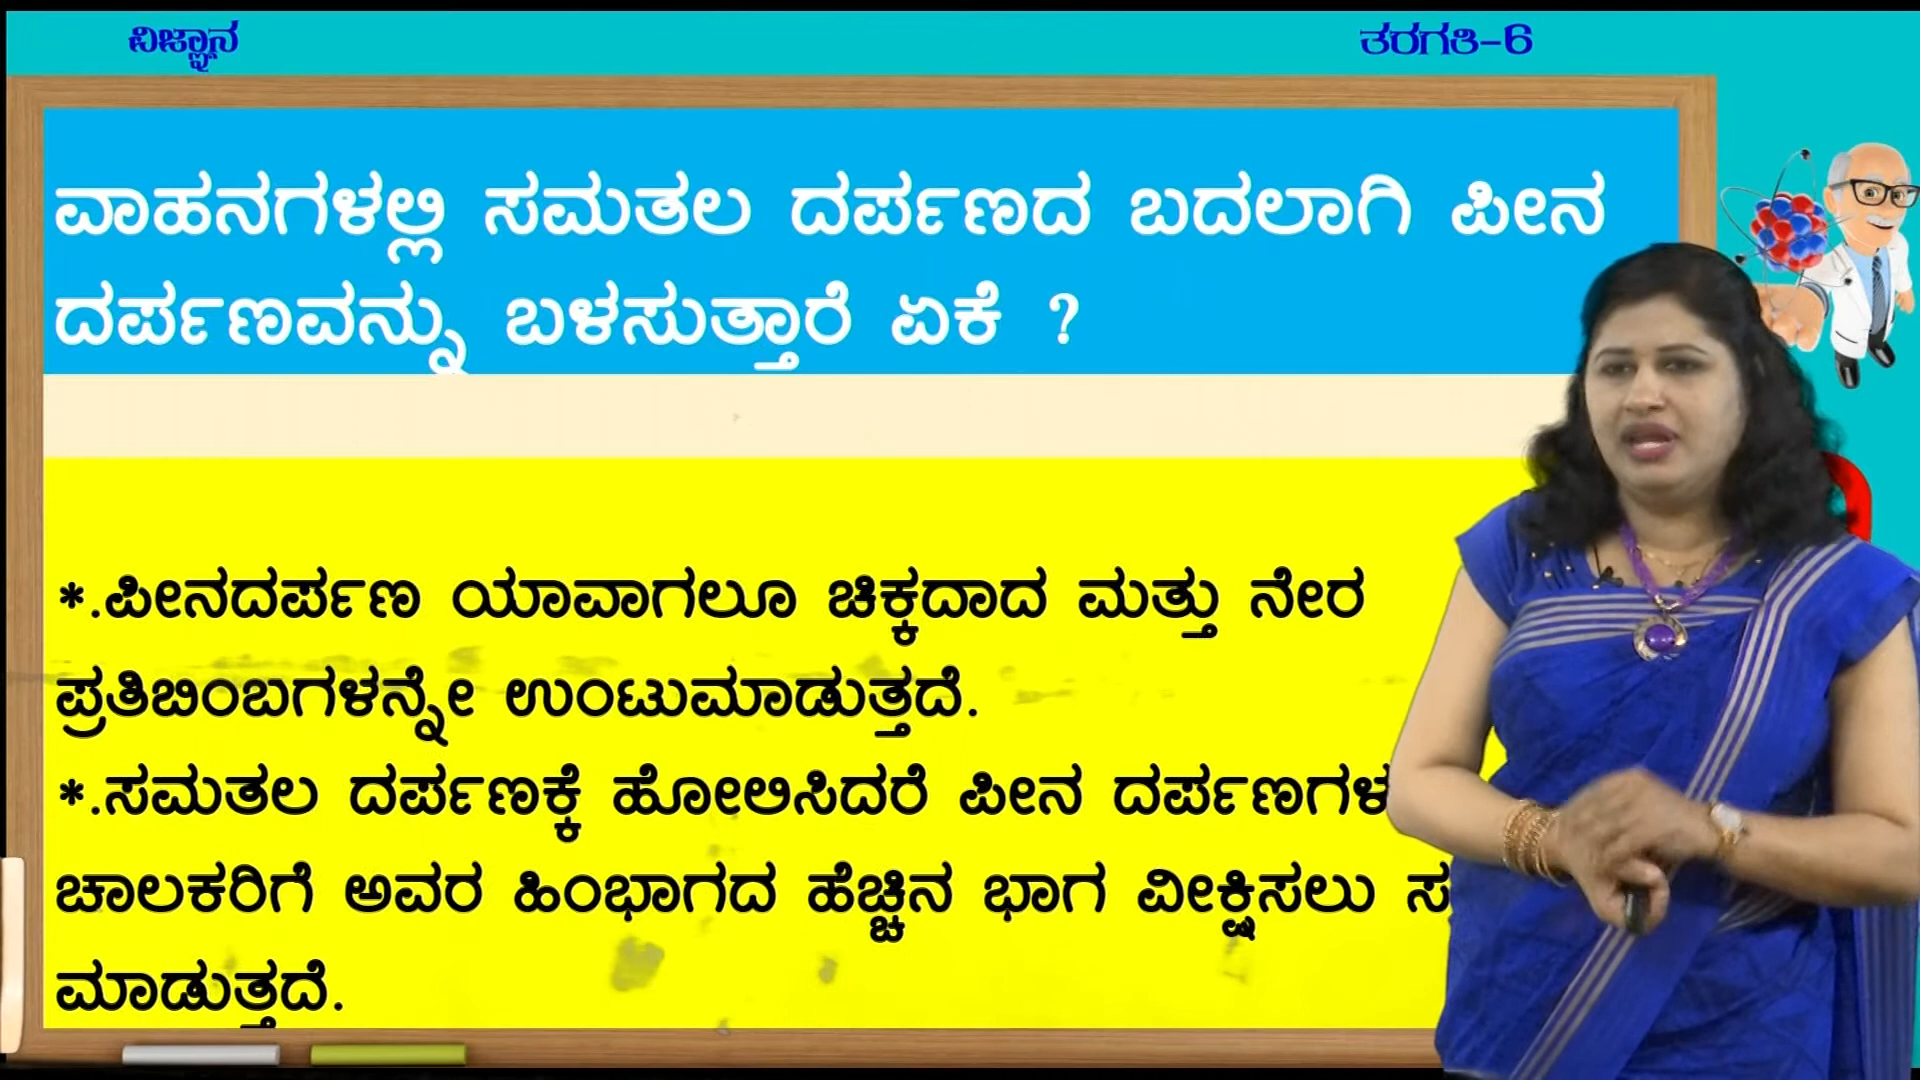 ವಿಜ್ಞಾನ
ತರಗತಿ-6
ವಾಹನಗಳಲ್ಲಿ ಸಮತಲ ದರ್ಪಣದ ಬದಲಾಗಿ ಪೀನ
ದರ್ಪಣವನ್ನು ಬಳಸುತ್ತಾರೆ ಏಕೆ ?
*.ಪೀನದರ್ಪಣ ಯಾವಾಗಲೂ ಚಿಕ್ಕದಾದ ಮತ್ತು ನೇರ
ಪ್ರತಿಬಿಂಬಗಳನ್ನೇ ಉಂಟುಮಾಡುತ್ತದೆ.
*.ಸಮತಲ ದರ್ಪಣಕ್ಕೆ ಹೋಲಿಸಿದರೆ ಪೀನ ದರ್ಪಣಗಳ
ಚಾಲಕರಿಗೆ ಅವರ ಹಿಂಭಾಗದ ಹೆಚ್ಚಿನ ಭಾಗ ವೀಕ್ಷಿಸಲು
ಮಾಡುತ್ತದೆ.